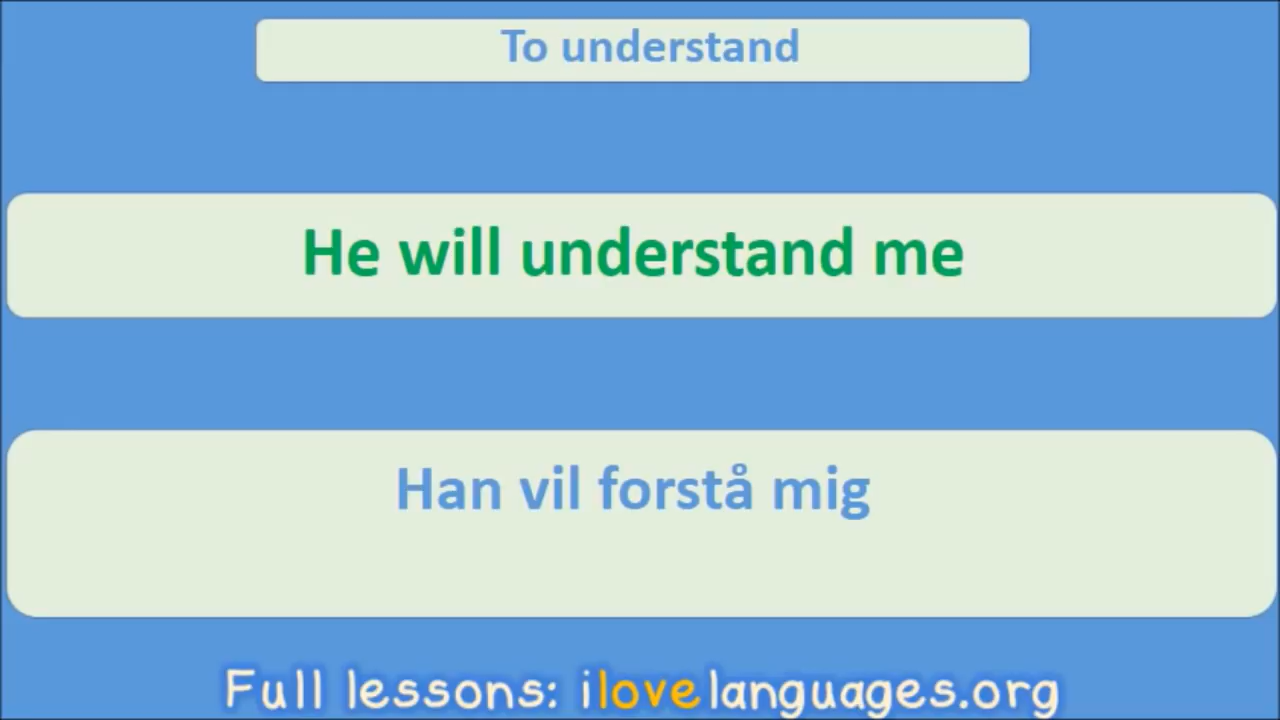 To understand
He will understand me
Han vil forstå mig
Full lessons: ilovelanguages.org